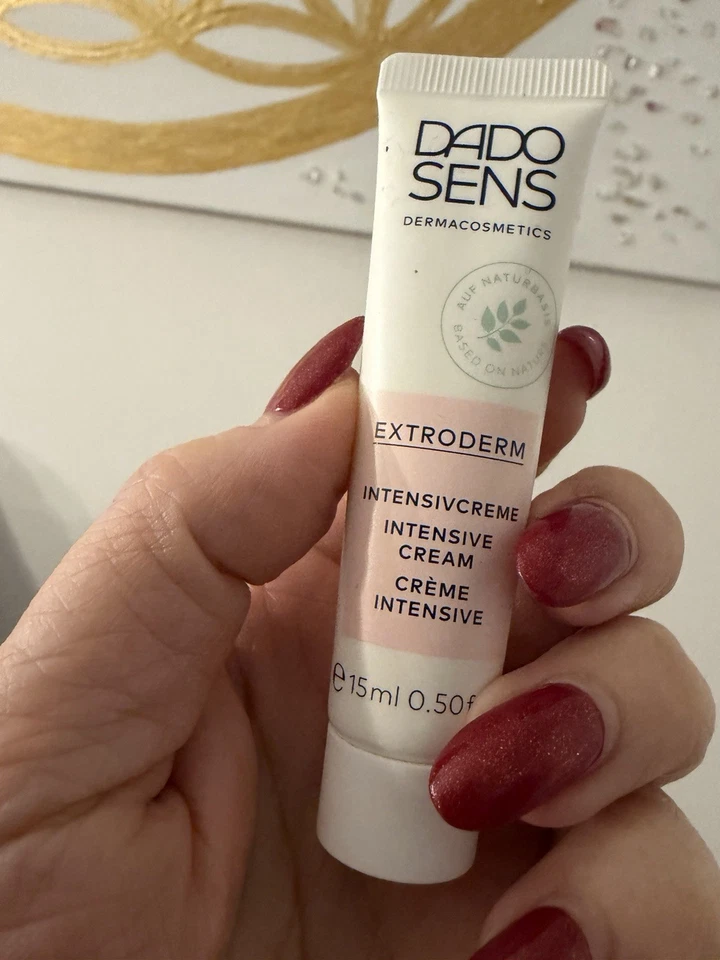 DADO
SENS
DERMACOSMETICS
AUF NATURBASIS
BASED ON NATURE
EXTRODERM
INTENSIVCREME
INTENSIVE
CREAM
CRÈME
INTENSIVE
e 15ml 0.50f